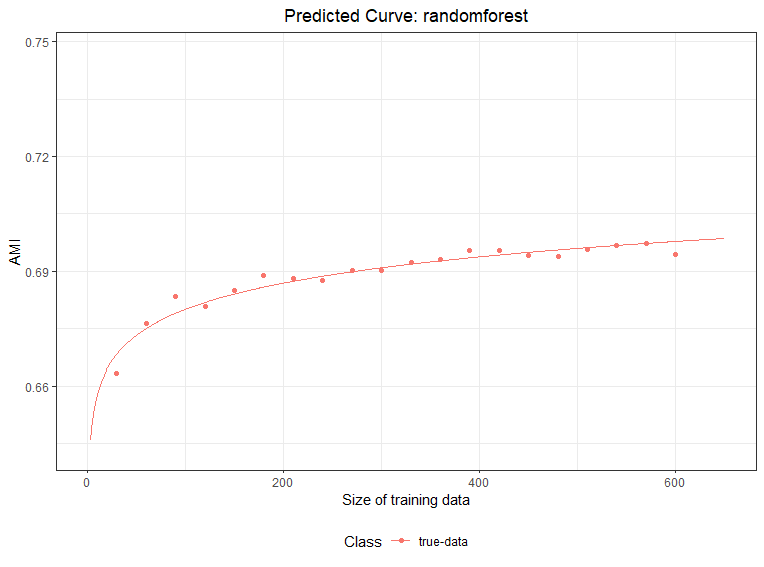 Predicted Curve: randomforest
0.75
0.72
0.69
0.66
AMI
0
200
400
600
Size of training data
Class
true-data